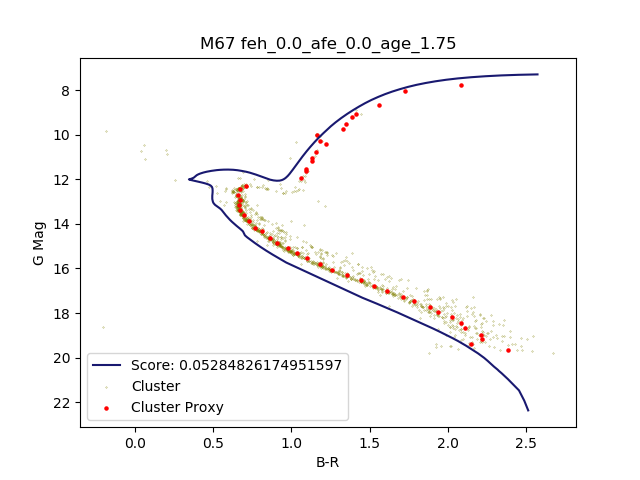 M67 feh_0.0_afe_0.0_age_1.75
8
10
12
14
16
18
20
22
G Mag
Score: 0.05284826174951597
Cluster
Cluster Proxy
0.0 0.5 1.0 1.5 2.0 2.5
B-R